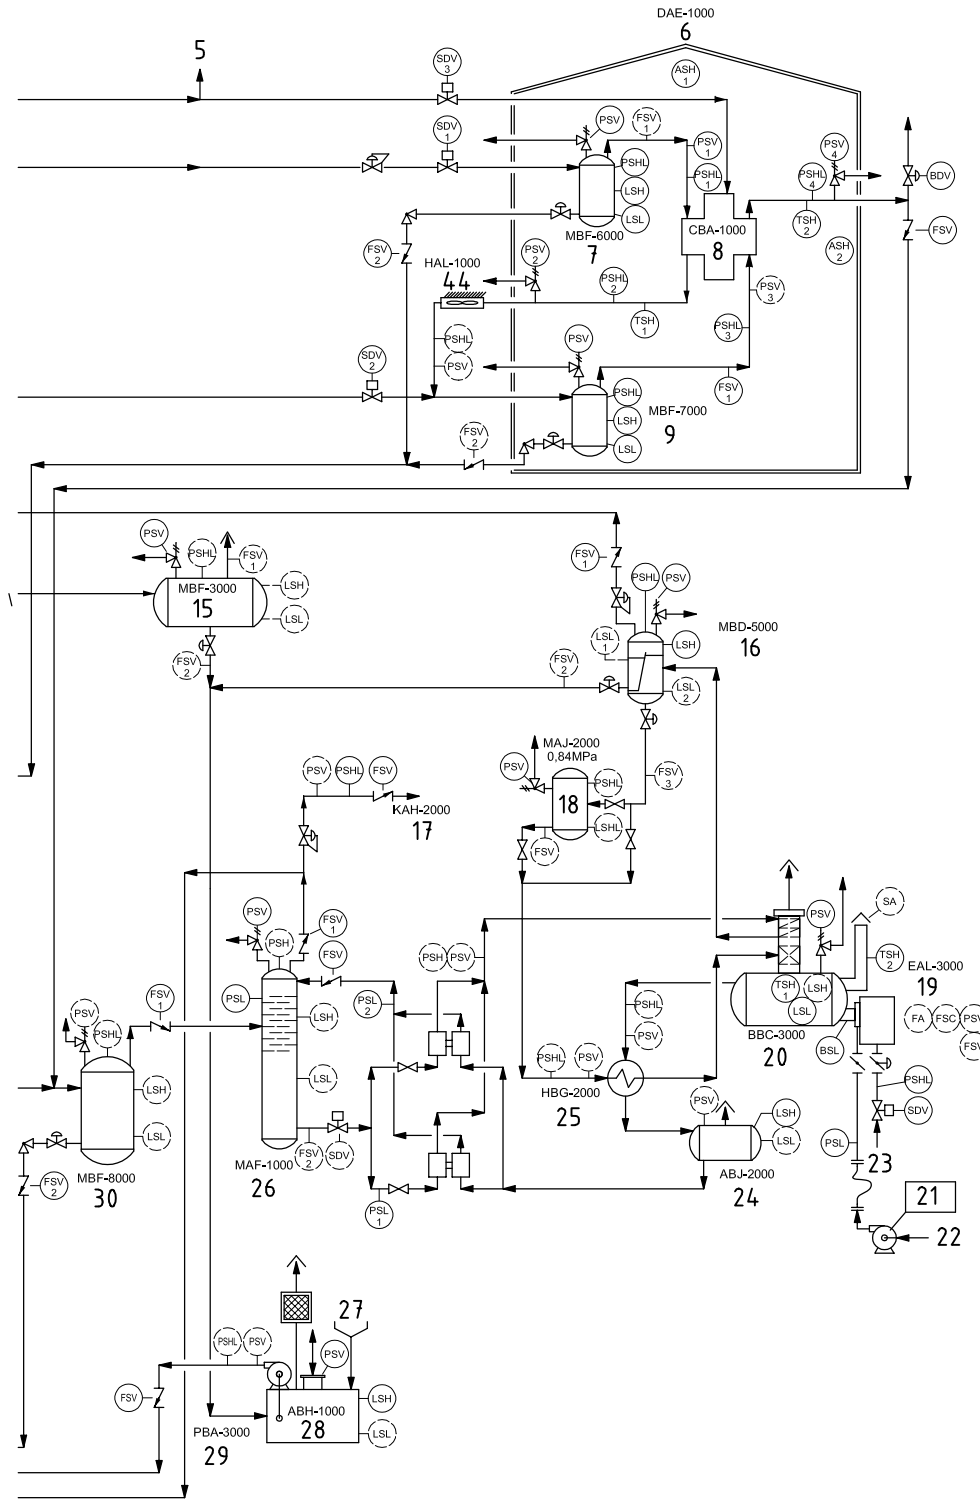 DAE-1000
6
5
SDV
3
ASH
1
SDV
1
PSV
FSV
1
PSV
1
PSV
4
PSHL
PSHL
1
PSHL
4
BDV
LSH
LSL
TSH
2
MBF-6000
7
CBA-1000
8
FSV
ASH
2
FSV
2
HAL-1000
44
PSV
2
PSHL
2
PSV
3
TSH
1
PSHL
3
PSHL
PSV
SDV
2
PSV
PSHL
FSV
1
LSH
MBF-7000
9
LSL
FSV
2
PSV
PSHL
FSV
1
MBF-3000
15
LSH
LSL
FSV
2
FSV
1
PSHL
PSV
MBD-5000
16
LSL
1
LSH
FSV
2
LSL
2
MAJ-2000
0,84MPa
PSV
PSHL
FSV
3
18
LSHL
FSV
PSV
PSHL
FSV
KAH-2000
17
PSV
PSH
FSV
1
FSV
PSL
PSL
2
LSH
LSL
PSH
PSV
SA
PSV
TSH
2
TSH
1
LSH
LSL
EAL-3000
19
BBC-3000
20
FA
FSC
PSV
FSV
BSL
FSV
1
PSV
PSHL
LSH
LSL
MBF-8000
30
FSV
2
FSV
2
SDV
MAF-1000
26
PSL
1
PSHL
PSV
PSHL
PSV
HBG-2000
25
PSV
LSH
LSL
ABJ-2000
24
PSHL
SDV
PSL
23
21
22
27
PSHL
PSV
PSV
FSV
ABH-1000
28
LSH
LSL
PBA-3000
29